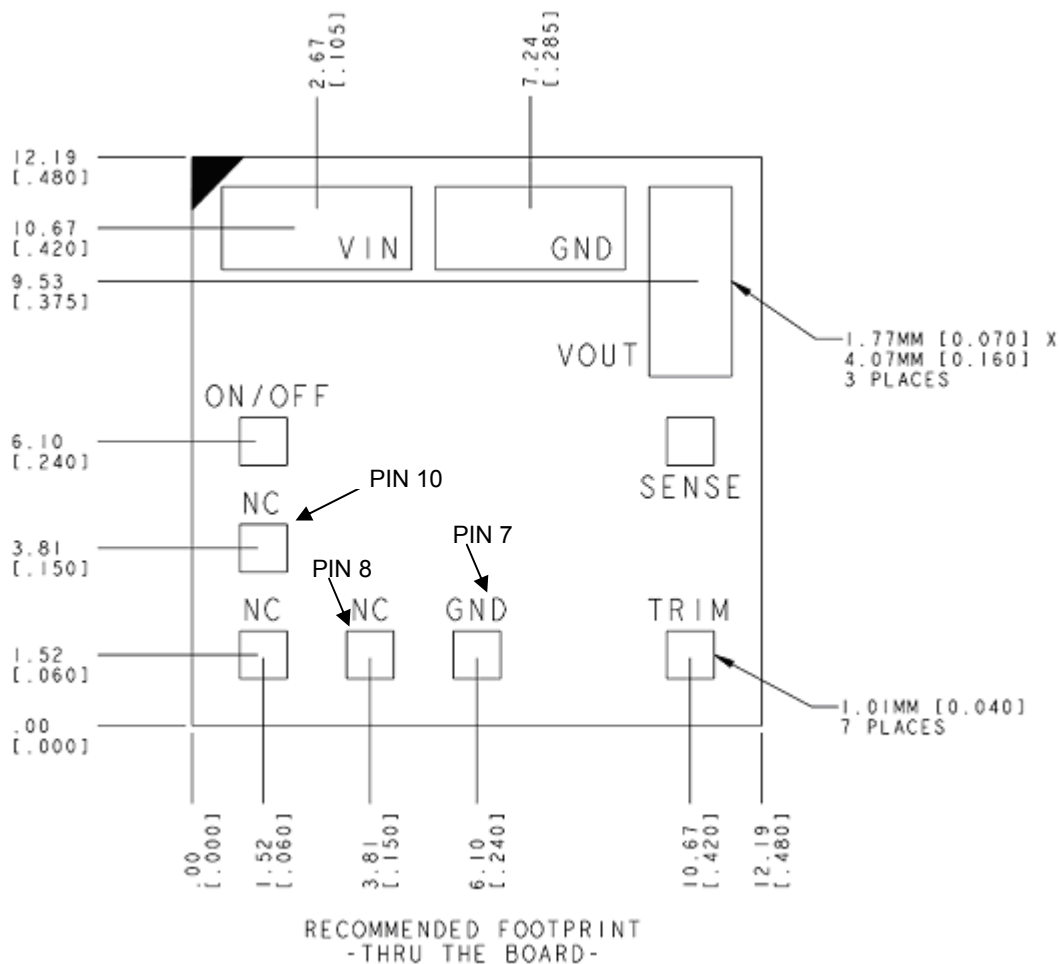 2.67
[.105]
7.24
[.285]
12.19
[.480]
10.67
[.420]
VIN
GND
9.53
[.375]
1.77MM [0.070] X
4.07MM [0.160]
3 PLACES
VOUT
ON/OFF
6.10
[.240]
SENSE
PIN 10
NC
3.81
[.150]
PIN 7
PIN 8
NC
NC
GND
TRIM
1.52
[.060]
1.01MM [0.040]
7 PLACES
.00
[.000]
.00
[.000]
1.52
[.060]
3.81
[.150]
6.10
[.240]
10.67
[.420]
12.19
[.480]
RECOMMENDED FOOTPRINT
-THRU THE BOARD-